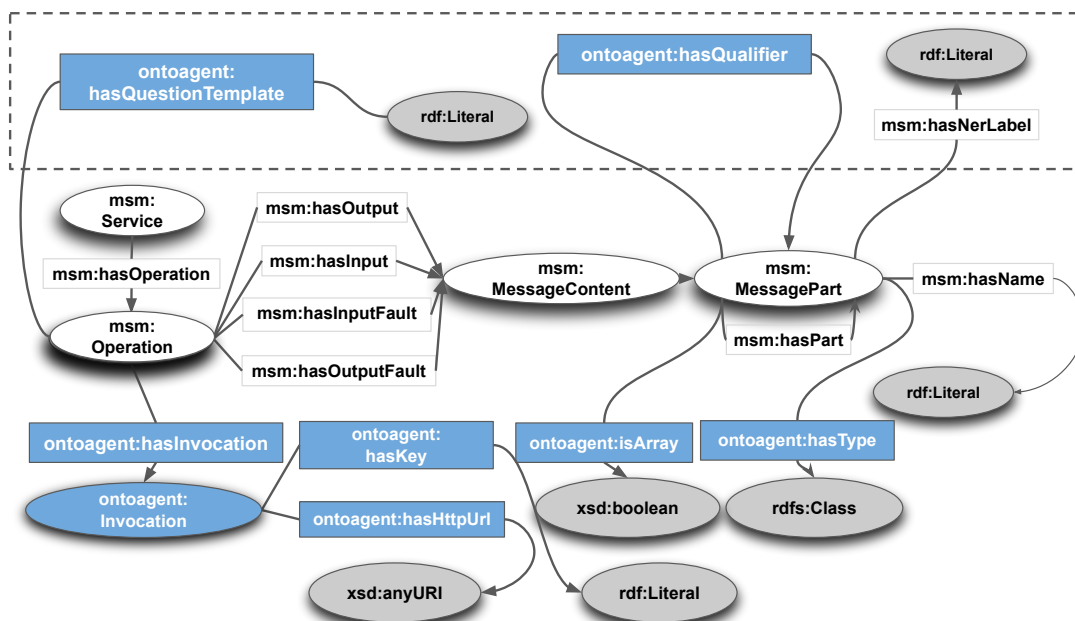 ontoagent:
hasQuestionTemplate
rdf:Literal
ontoagent:hasQualifier
rdf:Literal
msm:hasNerLabel
msm:
Service
msm:hasOperation
msm:
Operation
msm:hasOutput
msm:hasInput
msm:hasInputFault
msm:hasOutputFault
msm:
MessageContent
msm:
MessagePart
msm:hasPart
msm:hasName
rdf:Literal
ontoagent:hasInvocation
ontoagent:
Invocation
ontoagent:
hasKey
ontoagent:hasHttpUrl
xsd:anyURI
rdf:Literal
ontoagent:isArray
xsd:boolean
ontoagent:hasType
rdfs:Class